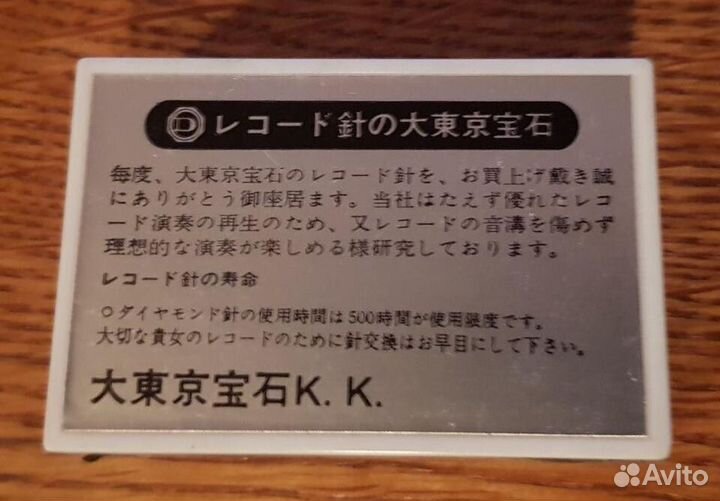 D レコード針の大東京宝石
毎度、大東京宝石のレコード針を、お買上げ戴き誠
にありがとう御座居ます。当社はたえず優れたレコ
ード演奏の再生のため、又レコードの音溝を傷めず
理想的な演奏が楽しめる様研究しております。
レコード針の寿命
○ダイヤモンド針の使用時間は500時間が使用限度です。
大切な貴女のレコードのために針交換はお早目にして下さい。
大東京宝石K. K.
Avito